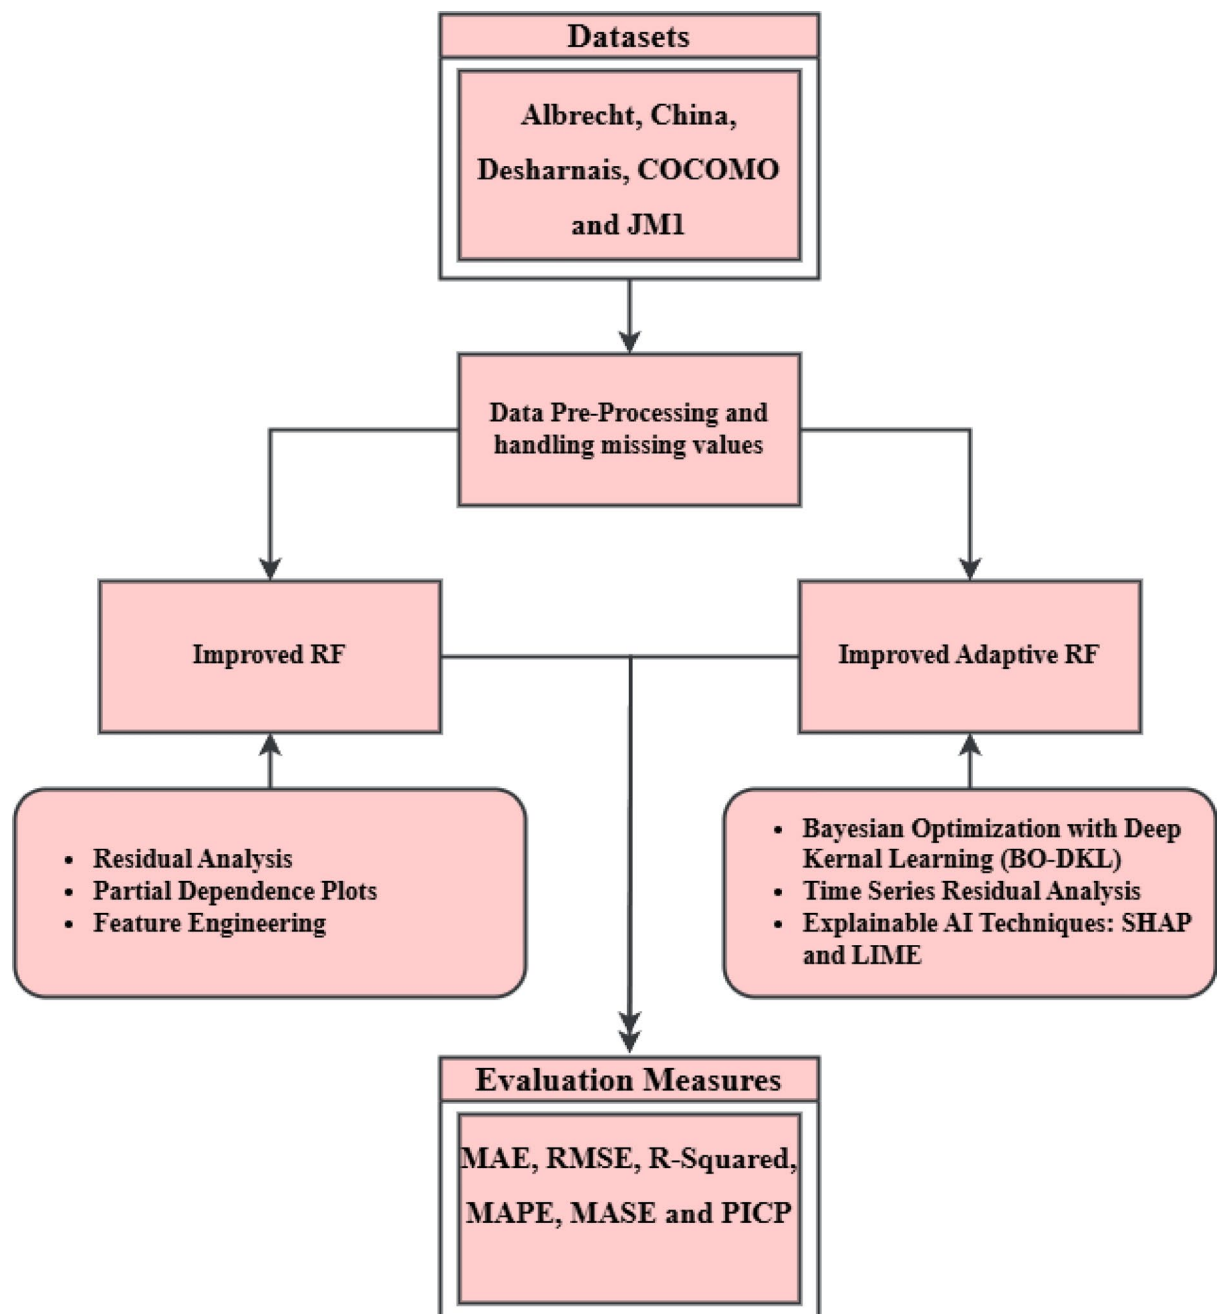 Datasets
Albrecht, China,
Desharnais, COCOMO
and JM1
Data Pre-Processing and
handling missing values
Improved RF
Improved Adaptive RF
• Residual Analysis
• Partial Dependence Plots
• Feature Engineering
• Bayesian Optimization with Deep
Kernal Learning (BO-DKL)
• Time Series Residual Analysis
• Explainable AI Techniques: SHAP
and LIME
Evaluation Measures
MAE, RMSE, R-Squared,
MAPE, MASE and PICP